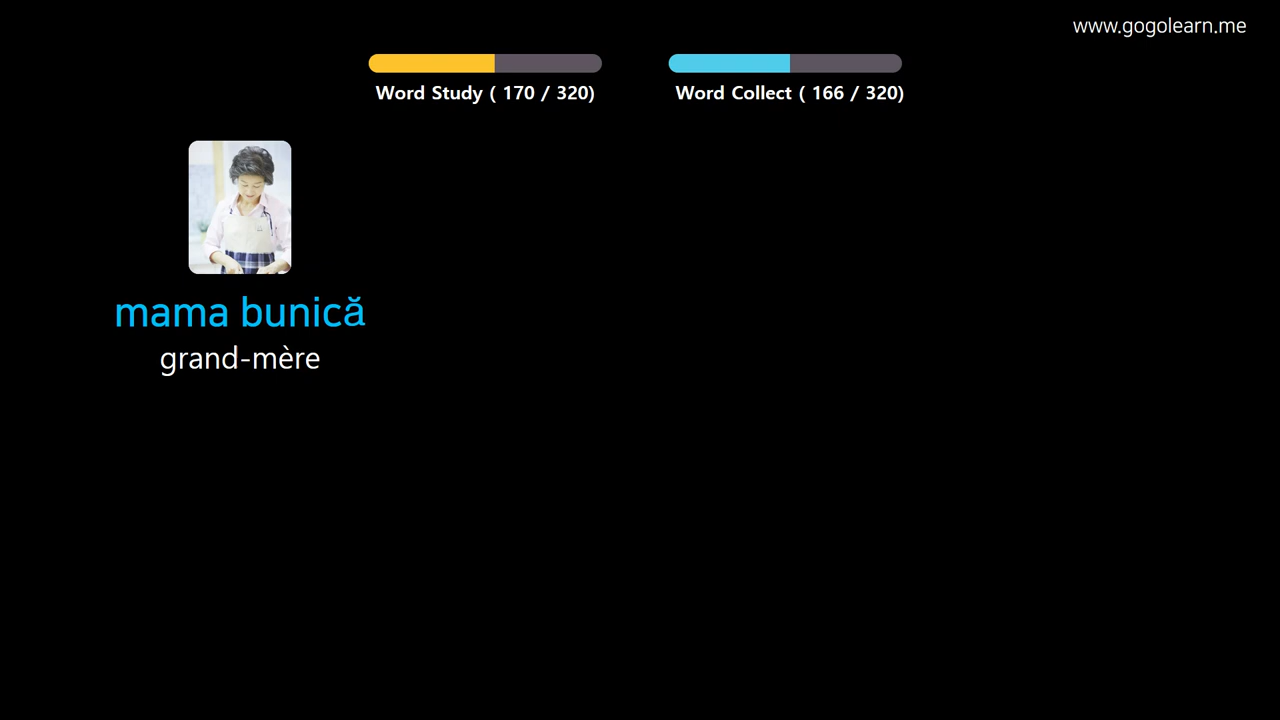 www.gogolearn.me
Word Study ( 170 / 320)
Word Collect ( 166 / 320)
mama bunică
grand-mère